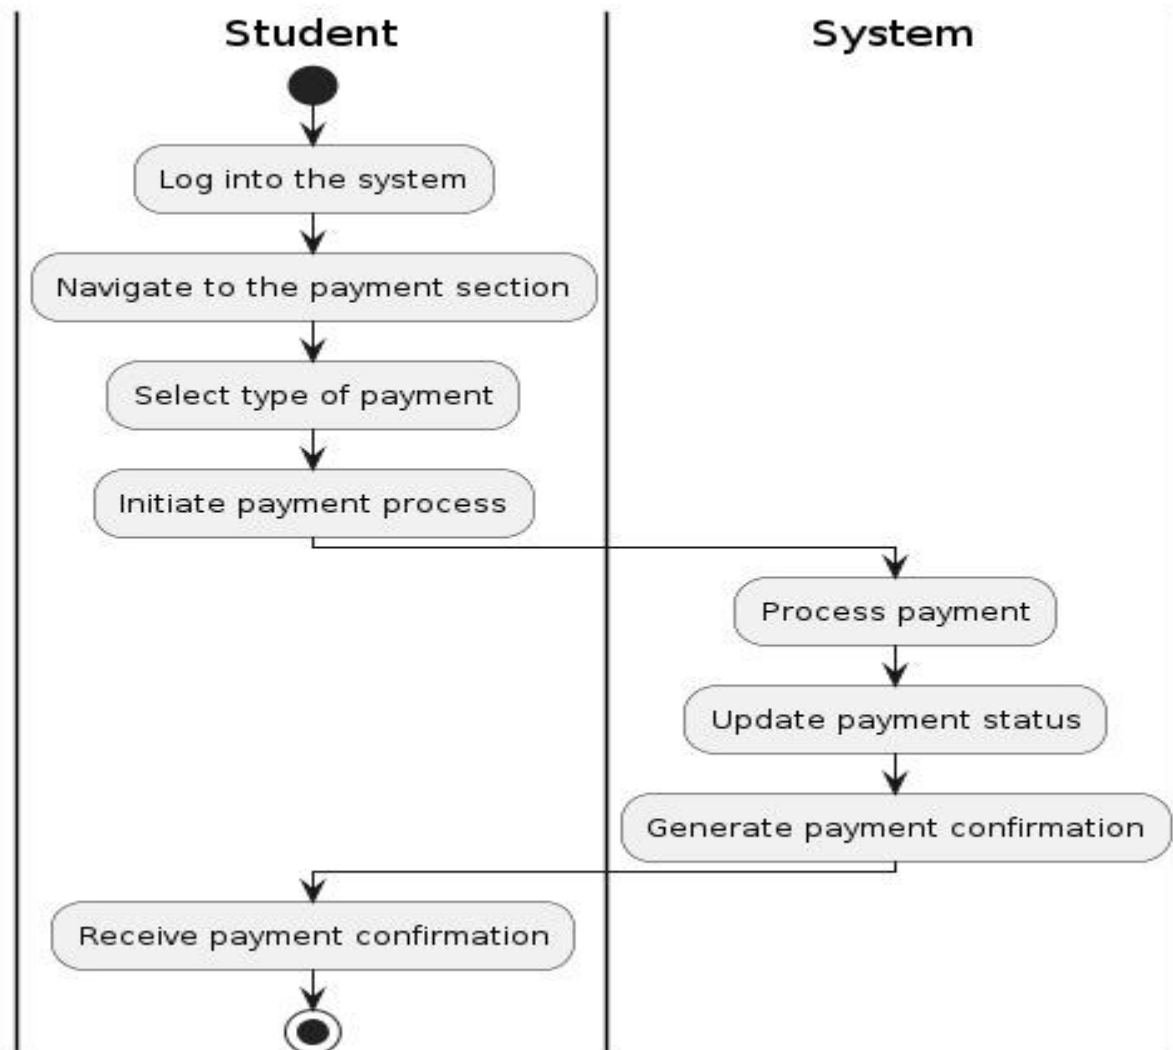 Student
System
Log into the system
Navigate to the payment section
Select type of payment
Initiate payment process
Process payment
Update payment status
Generate payment confirmation
Receive payment confirmation